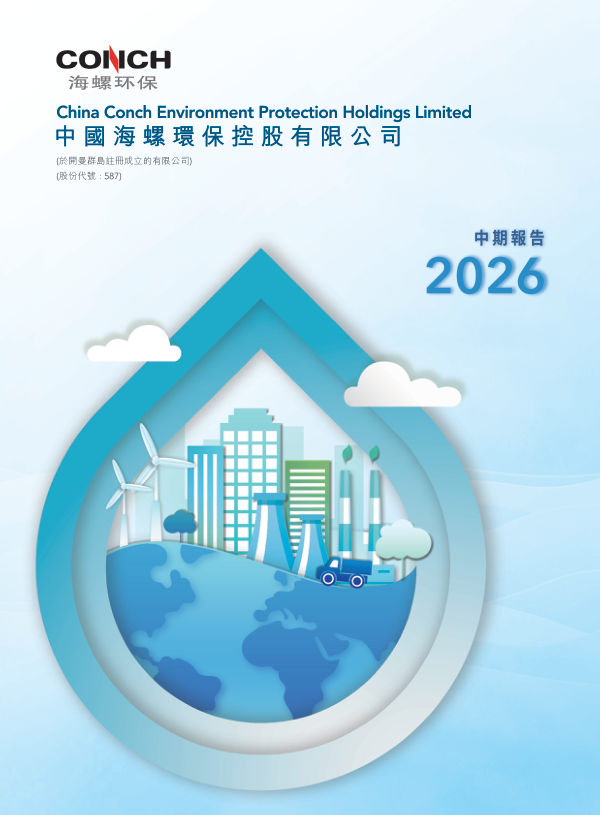 CONCH
海螺环保
China Conch Environment Protection Holdings Limited
中國海螺環保控股有限公司
(於開曼群島註冊成立的有限公司)
(股份代號：587)
中期報告
2026